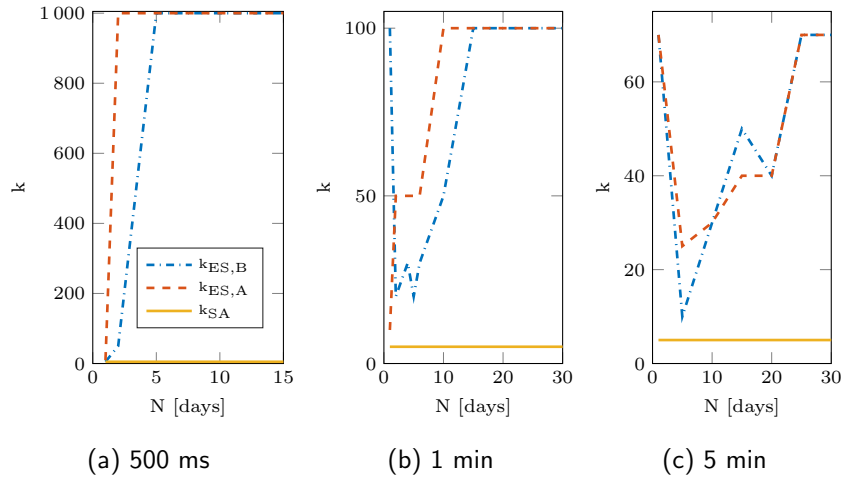 1 000
800
600
400
200
0
k
k_ES,B
k_ES,A
k_SA
0 5 10 15
N [days]
(a) 500 ms
100
50
0
k
0 10 20 30
N [days]
(b) 1 min
60
40
20
0
k
0 10 20 30
N [days]
(c) 5 min